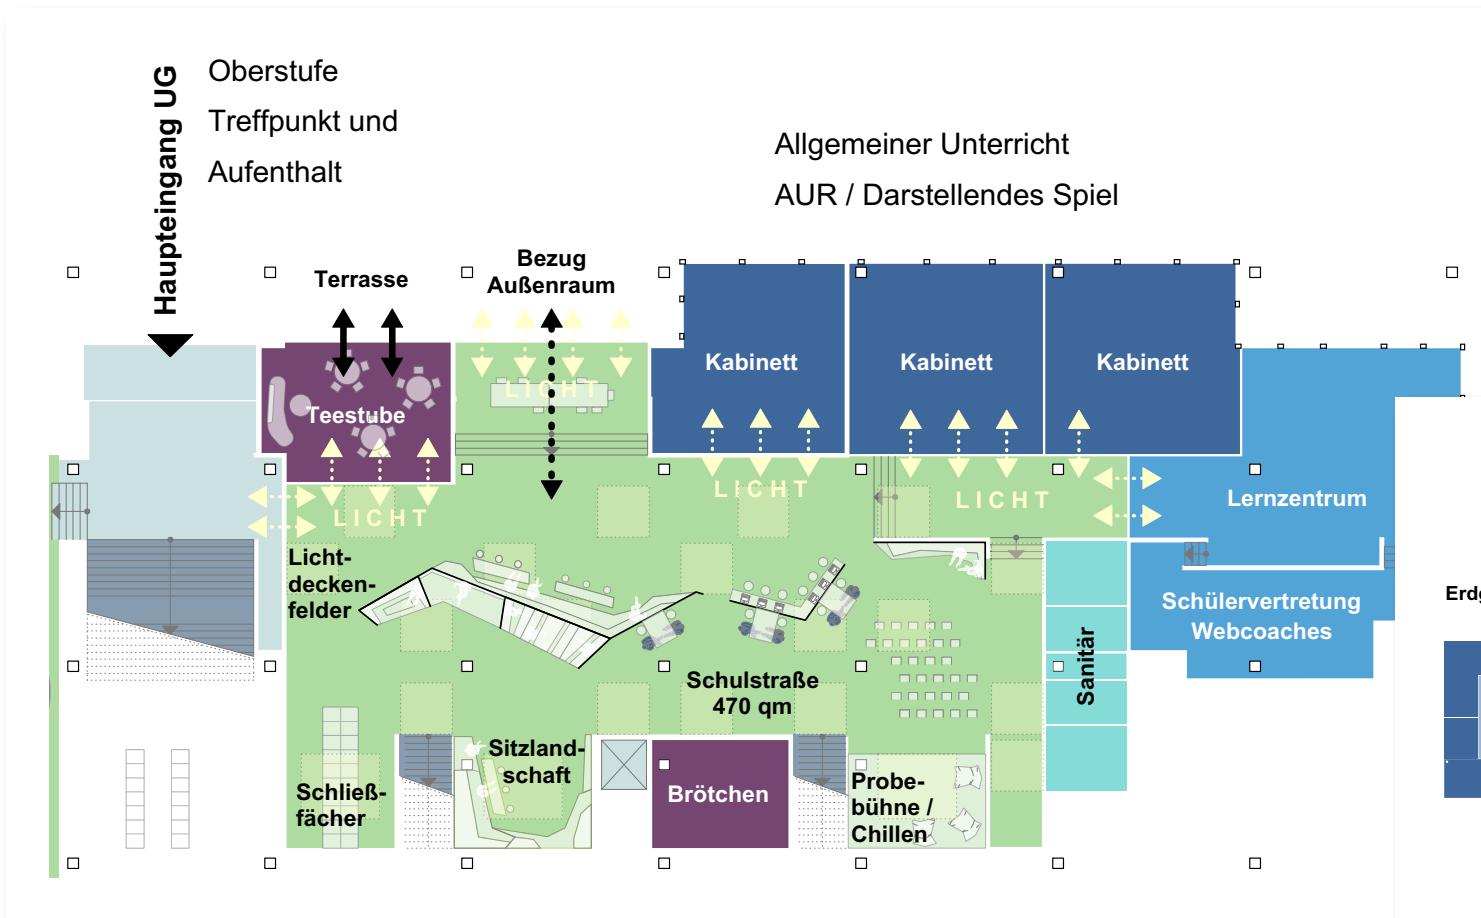 Haupteingang UG
Oberstufe
Treffpunkt und
Aufenthalt
Allgemeiner Unterricht
AUR / Darstellendes Spiel
Terrasse
Bezug
Außenraum
Kabinett
Kabinett
Kabinett
Teestube
LICHT
LICHT
LICHT
LICHT
Lernzentrum
Licht-
decken-
felder
Schülervertretung
Webcoaches
Sanitär
Schulstraße
470 qm
Sitzland-
schaft
Schließ-
fächer
Brötchen
Probe-
bühne /
Chillen